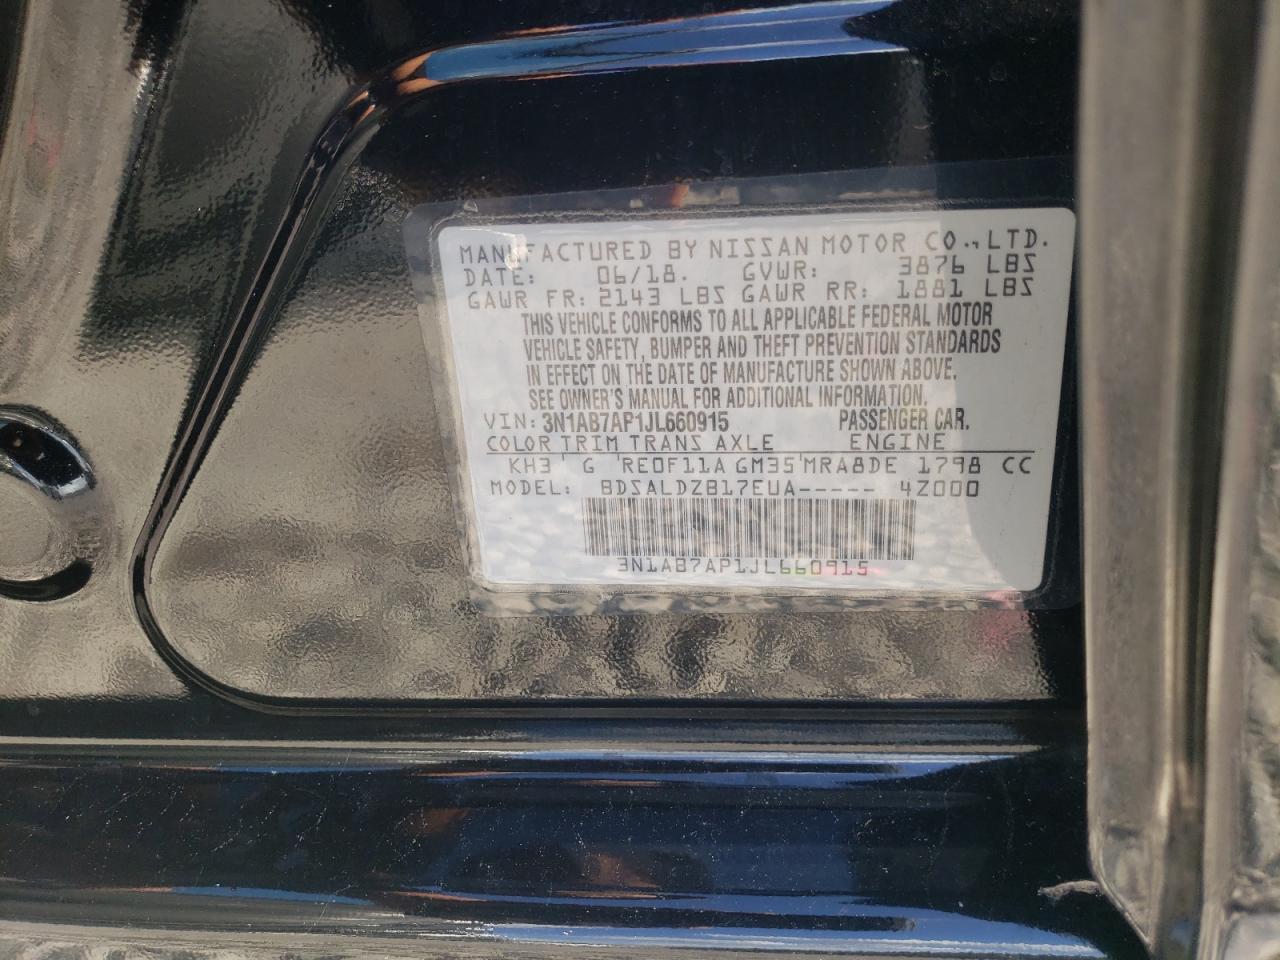 MANUFACTURED BY NISSAN MOTOR CO., LTD.
DATE: 06/18. GVWR: 3876 LBS
GAWR FR: 2143 LBS GAWR RR: 1881 LBS
THIS VEHICLE CONFORMS TO ALL APPLICABLE FEDERAL MOTOR
VEHICLE SAFETY, BUMPER AND THEFT PREVENTION STANDARDS
IN EFFECT ON THE DATE OF MANUFACTURE SHOWN ABOVE.
SEE OWNER'S MANUAL FOR ADDITIONAL INFORMATION.
VIN: 3N1AB7AP1JL660915 PASSENGER CAR.
COLOR TRIM TRANS AXLE ENGINE
KH3 ' G 'RE0F11A GM35'MRA8DE 1798 CC
MODEL: BDSALDZB17EUA----- 4Z000
3N1AB7AP1JL660915